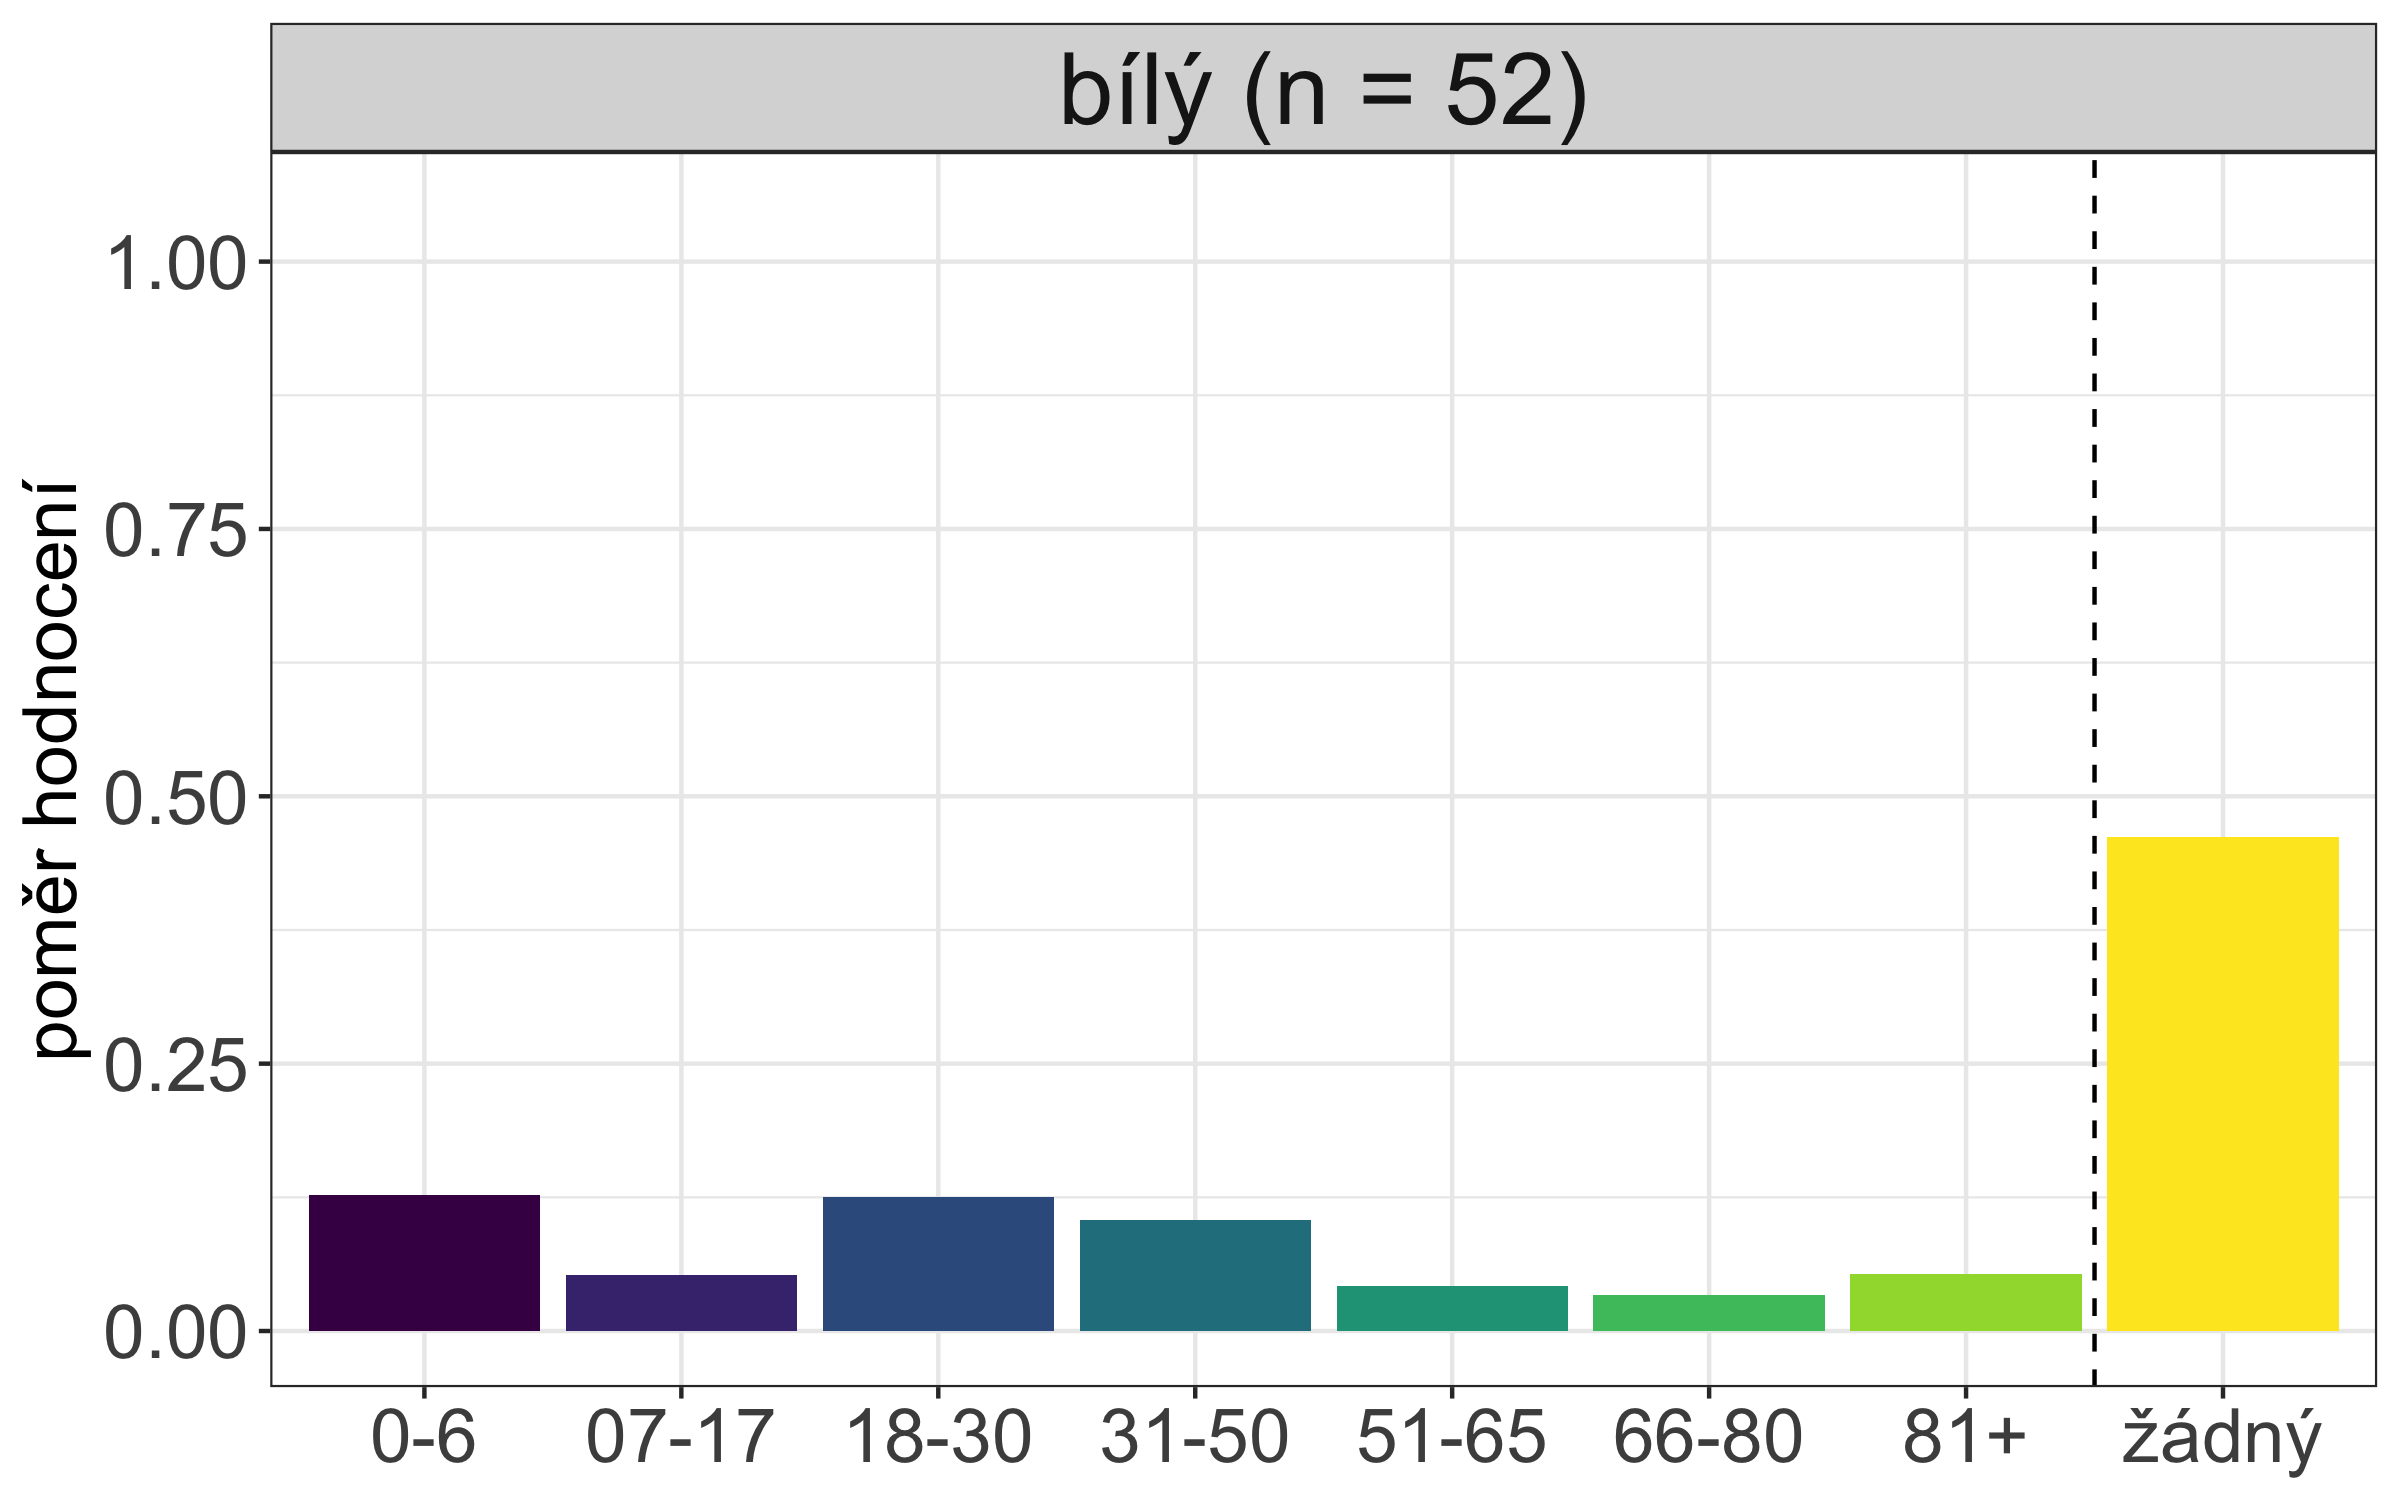 bílý (n = 52)
poměr hodnocení
1.00
0.75
0.50
0.25
0.00
0-6 07-17 18-30 31-50 51-65 66-80 81+ žádný